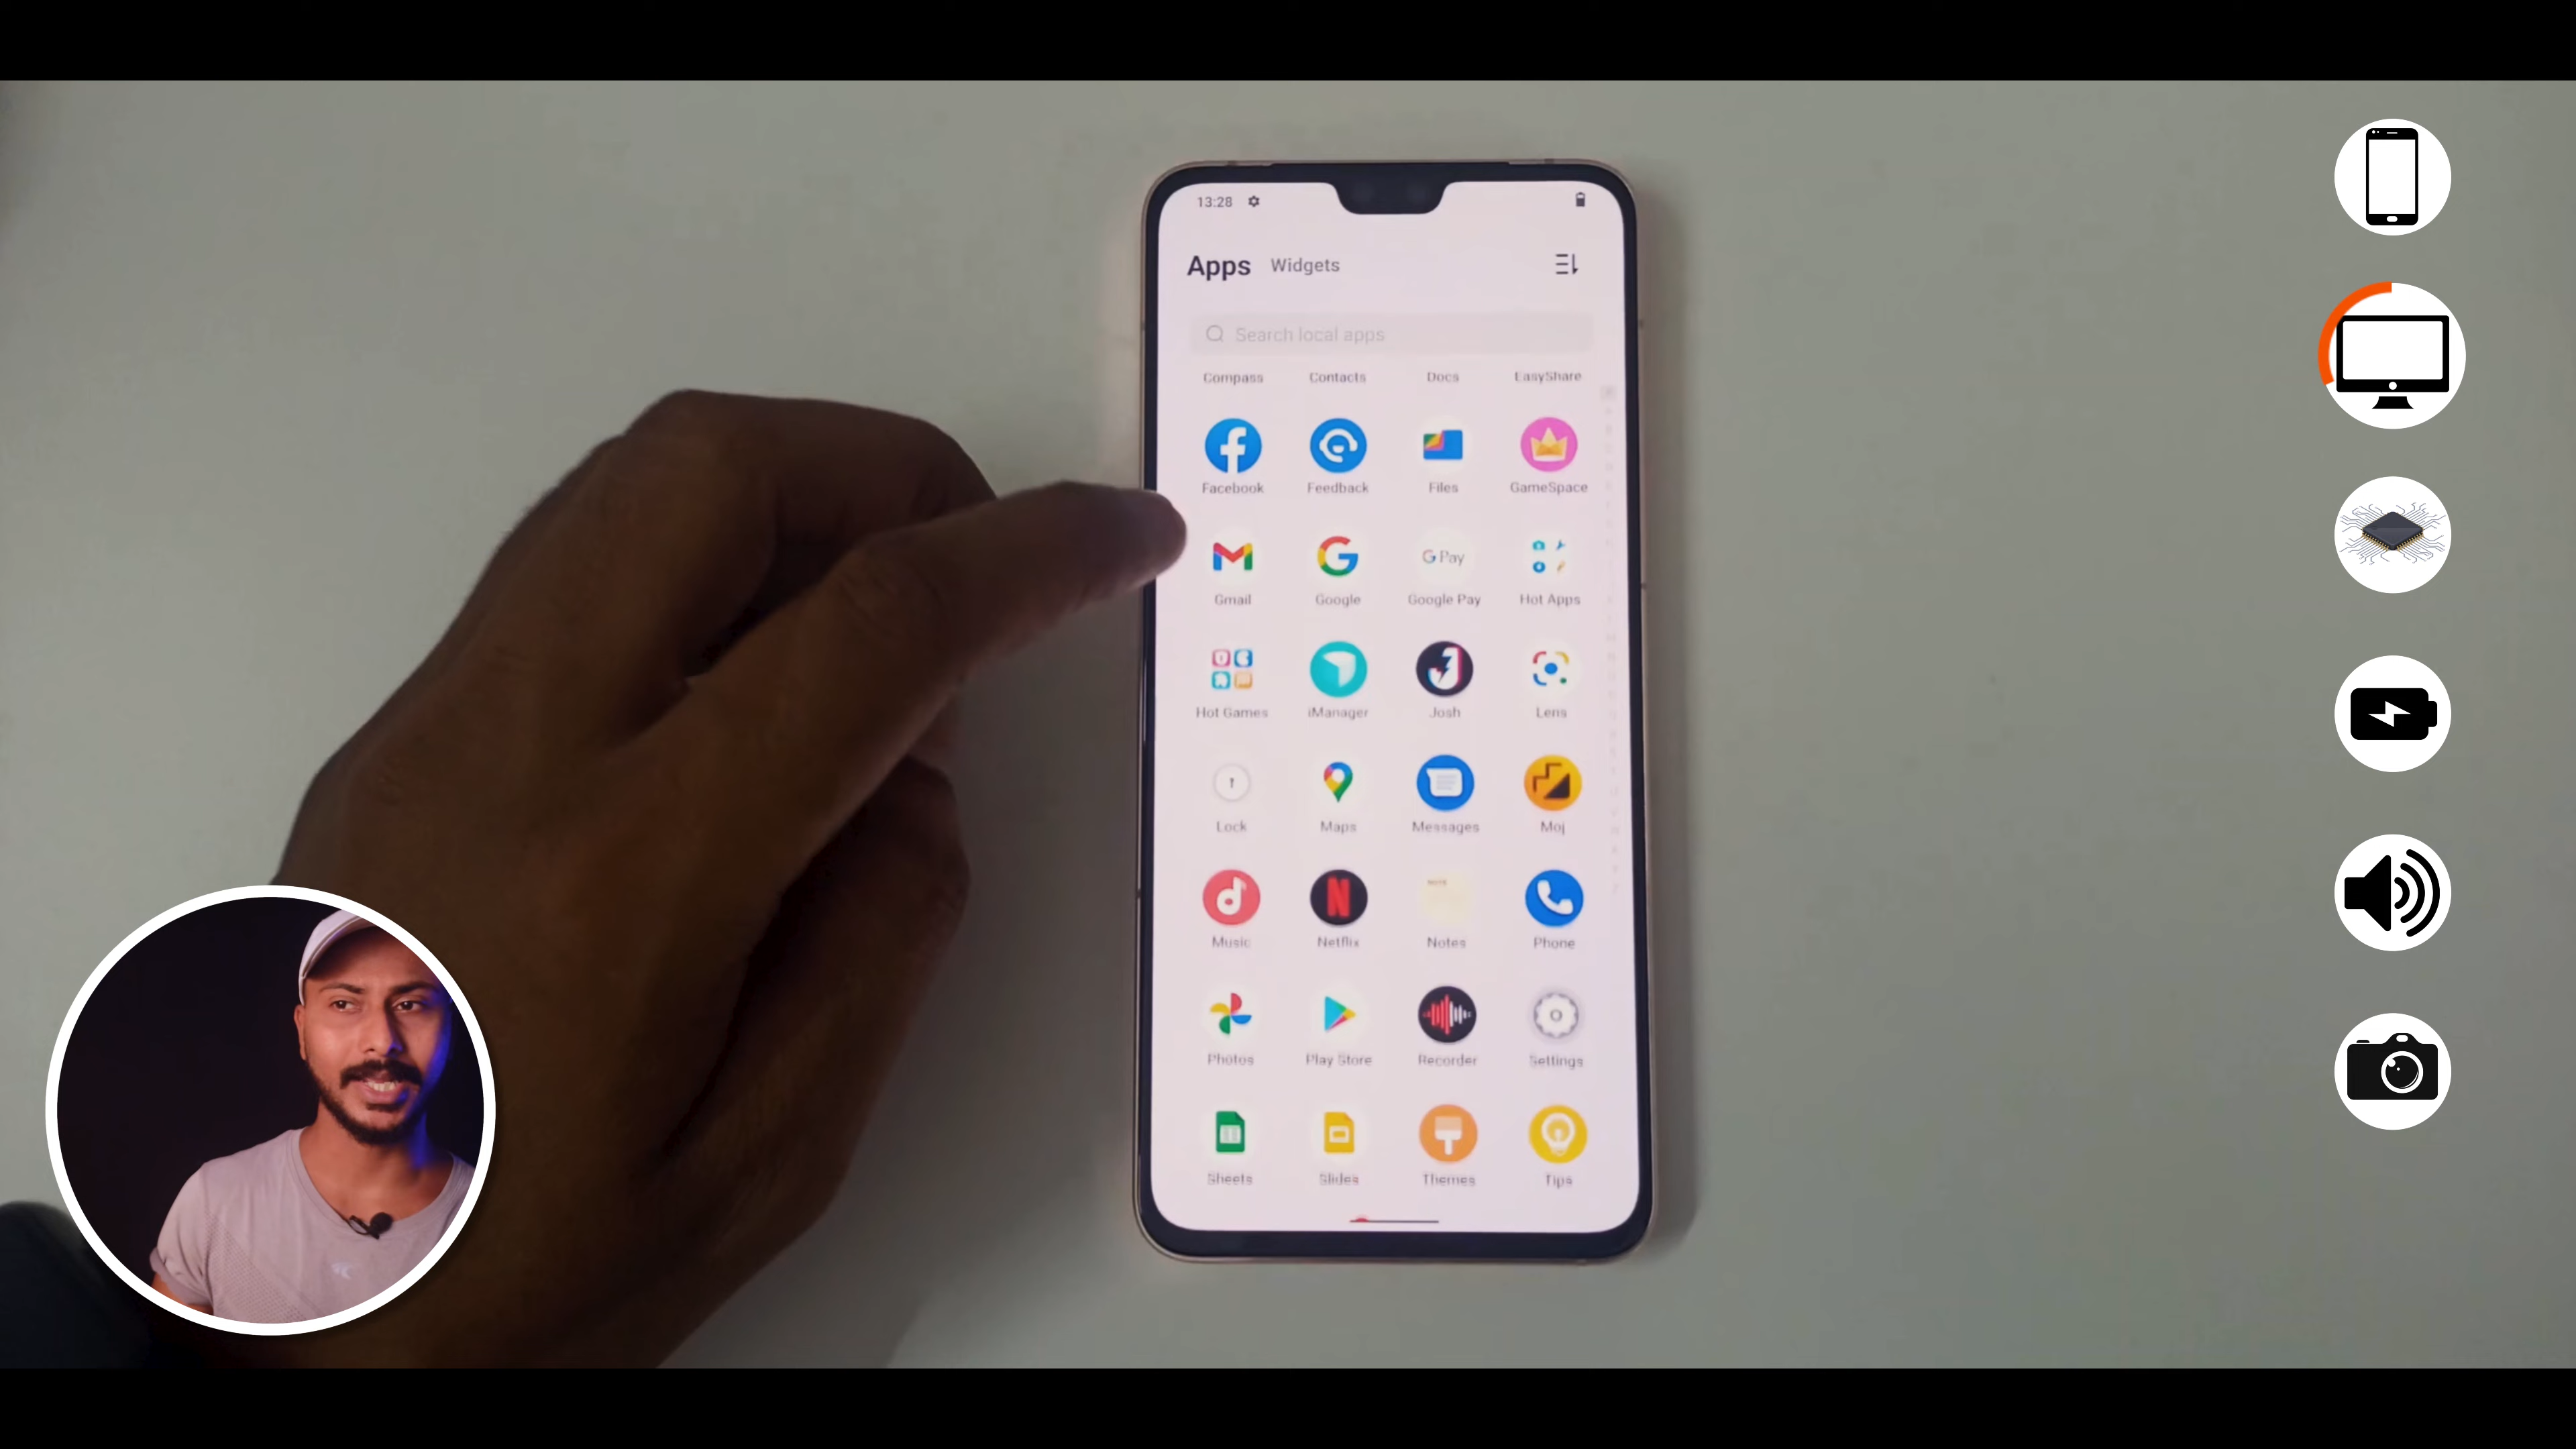 13:28
Apps Widgets
Search local apps
Compass Contacts Docs EasyShare
Facebook Feedback Files GameSpace
G Pay
Gmail Google Google Pay Hot Apps
Hot Games iManager Josh Lens
Lock Maps Messages Moj
Music Netflix Notes Phone
Photos Play Store Recorder Settings
Sheets Slides Themes Tips